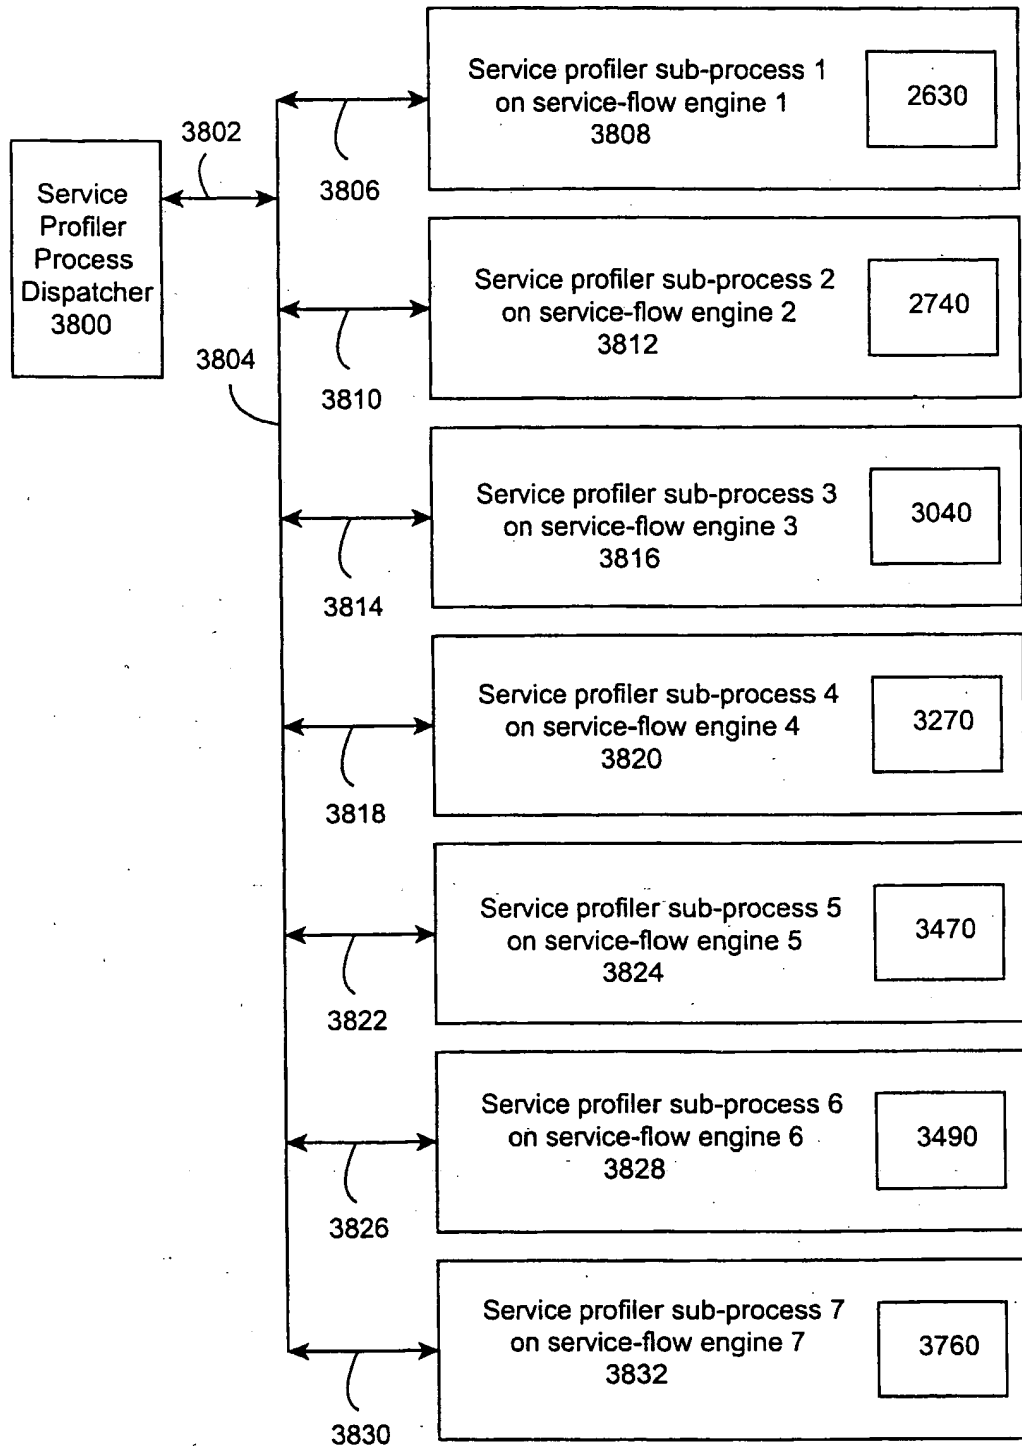 Service
Profiler
Process
Dispatcher
3800
3802
3804
3806
Service profiler sub-process 1
on service-flow engine 1
3808
2630
3810
Service profiler sub-process 2
on service-flow engine 2
3812
2740
3814
Service profiler sub-process 3
on service-flow engine 3
3816
3040
3818
Service profiler sub-process 4
on service-flow engine 4
3820
3270
3822
Service profiler sub-process 5
on service-flow engine 5
3824
3470
3826
Service profiler sub-process 6
on service-flow engine 6
3828
3490
3830
Service profiler sub-process 7
on service-flow engine 7
3832
3760